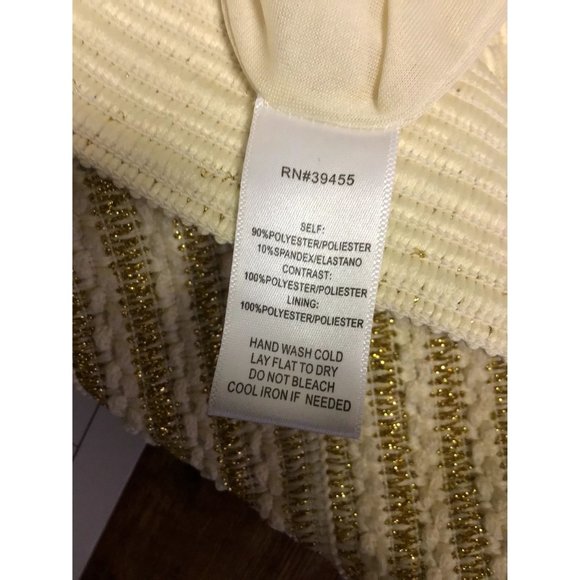 RN#39455
SELF:
90%POLYESTER/POLIESTER
10%SPANDEX/ELASTANO
CONTRAST:
100%POLYESTER/POLIESTER
LINING:
100%POLYESTER/POLIESTER
HAND WASH COLD
LAY FLAT TO DRY
DO NOT BLEACH
COOL IRON IF NEEDED